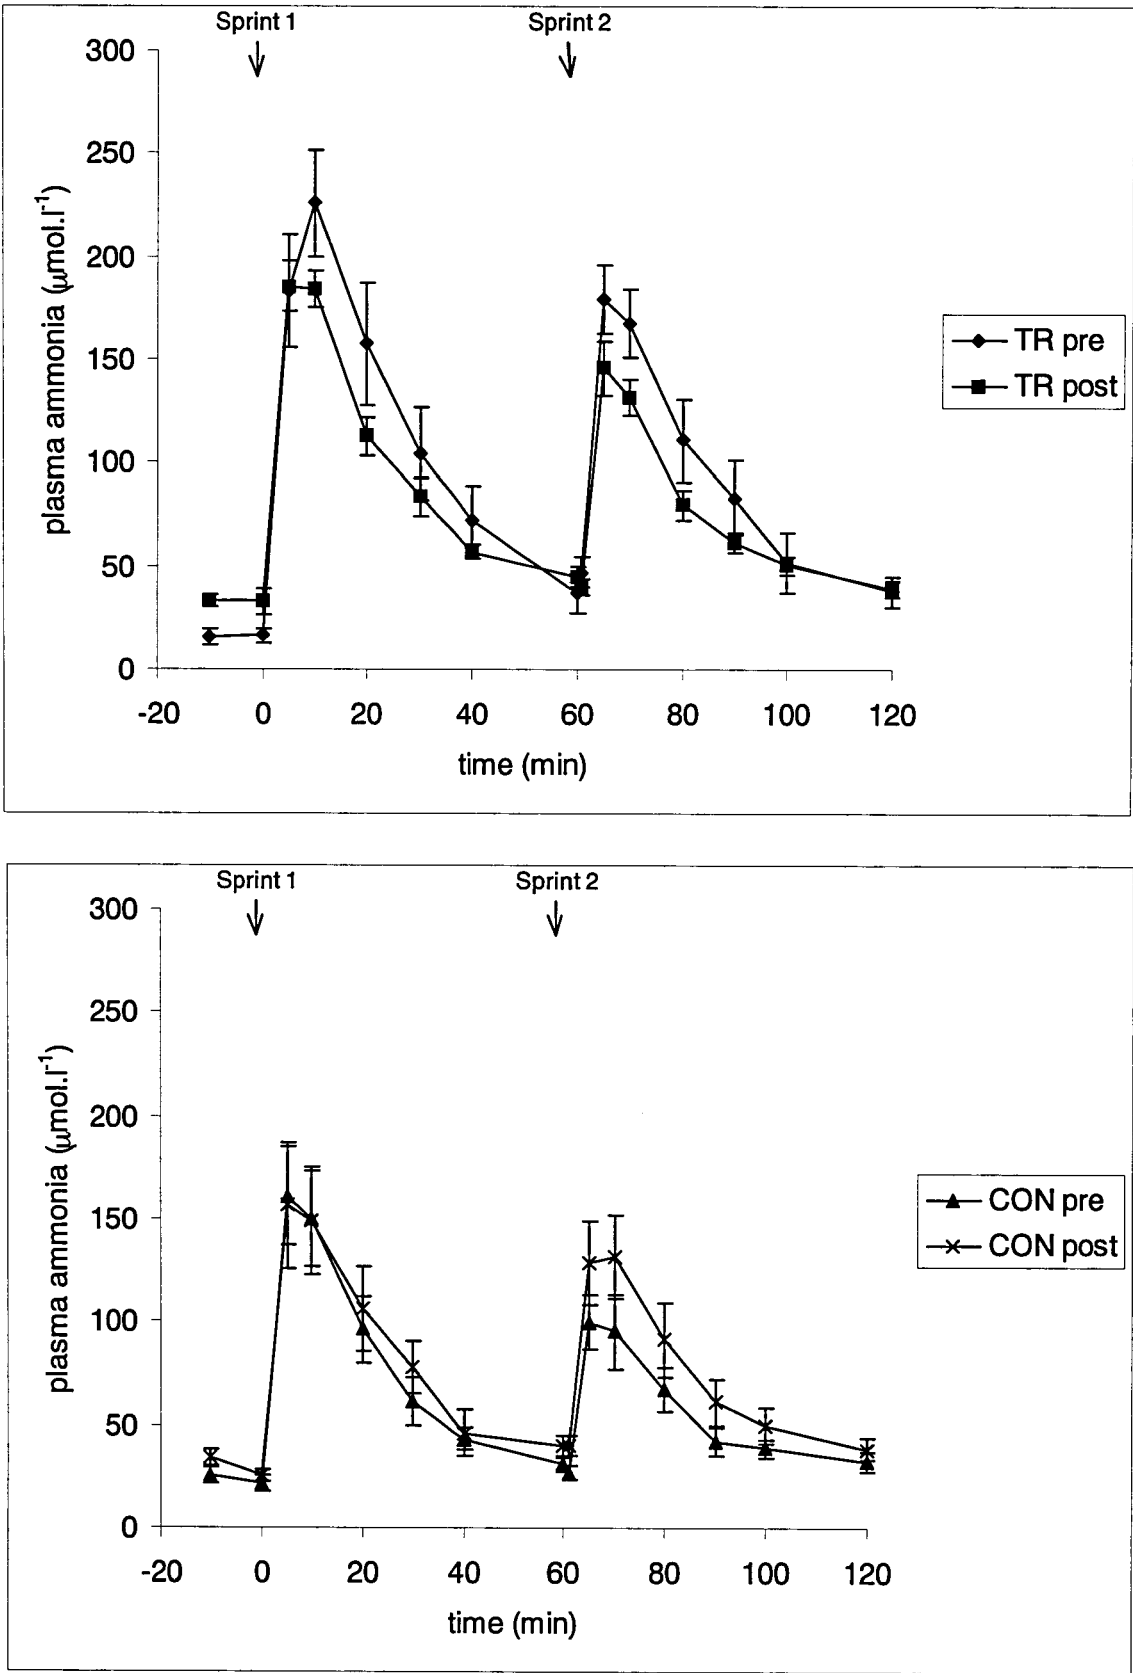 Sprint 1 Sprint 2
300
250
200
150
100
50
0
plasma ammonia (μmol.l⁻¹)
-20 0 20 40 60 80 100 120
time (min)
TR pre
TR post
Sprint 1 Sprint 2
300
250
200
150
100
50
0
plasma ammonia (μmol.l⁻¹)
-20 0 20 40 60 80 100 120
time (min)
CON pre
CON post